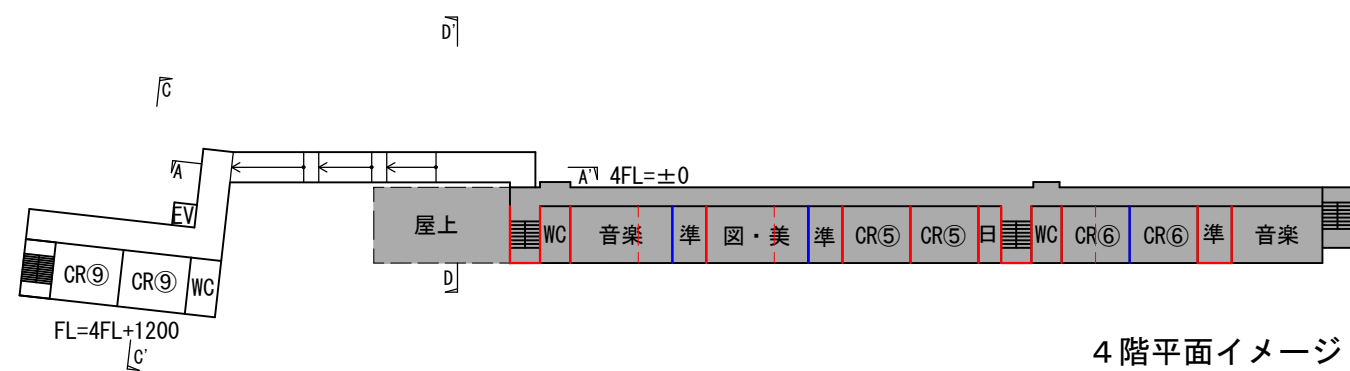 D'
C
A
A' 4FL=±0
EV
屋上
WC
音楽
準
図・美
準
CR⑤
CR⑤
日
WC
CR⑥
CR⑥
準
音楽
CR⑨
CR⑨
WC
D
FL=4FL+1200
C'
４階平面イメージ